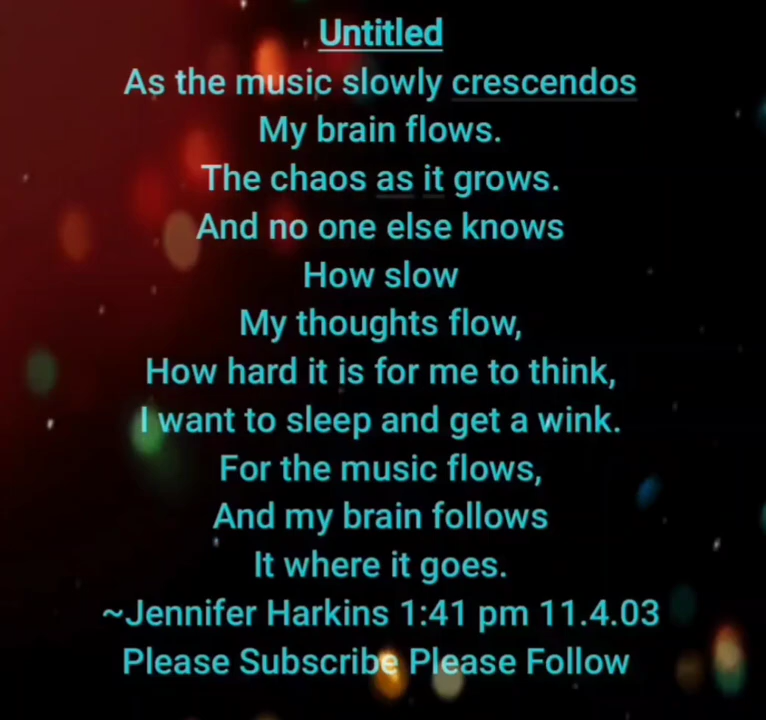 Untitled
As the music slowly crescendos
My brain flows.
The chaos as it grows.
And no one else knows
How slow
My thoughts flow,
How hard it is for me to think,
I want to sleep and get a wink.
For the music flows,
And my brain follows
It where it goes.
~Jennifer Harkins 1:41 pm 11.4.03
Please Subscribe Please Follow